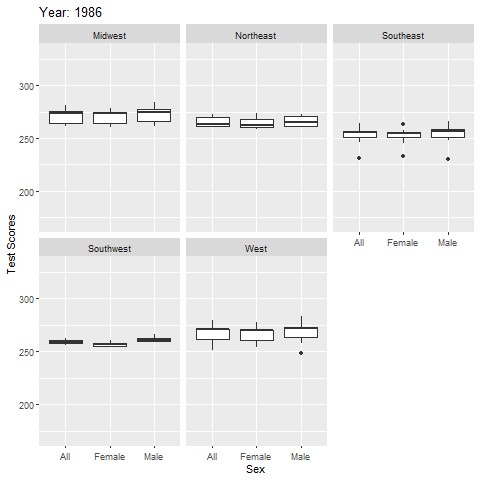 Year: 1986
Midwest Northeast Southeast
300
250
200
All Female Male
Test Scores
Southwest West
300
250
200
All Female Male All Female Male
Sex